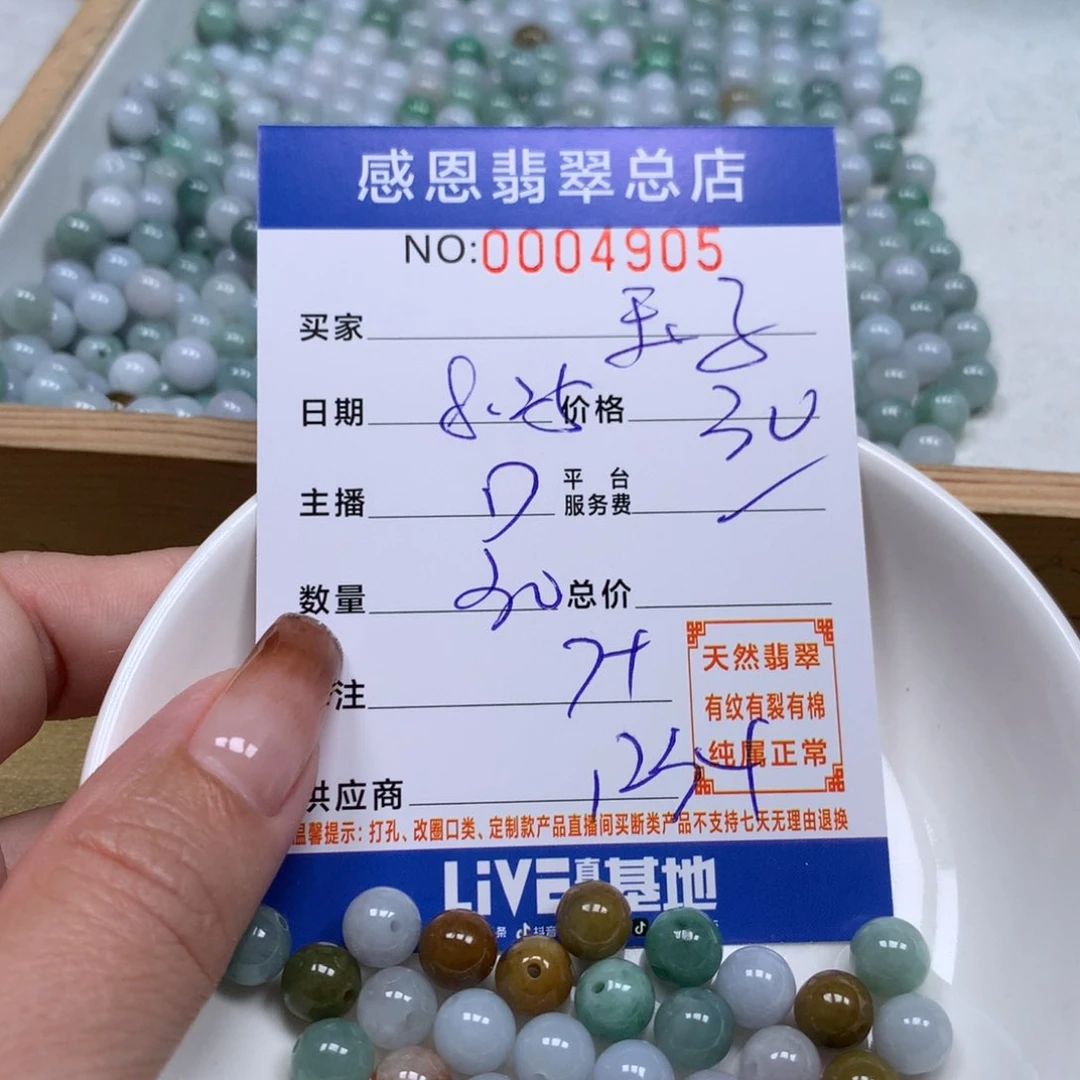 感恩翡翠总店
NO:0004905
买家
日期 8.25 价格 30
主播 平台服务费
数量 30 总价
注
天然翡翠
有纹有裂有棉
纯属正常
供应商
温馨提示：打孔、改圈口类、定制款产品直播间买断类产品不支持七天无理由退换
LiVE 基地
抖音